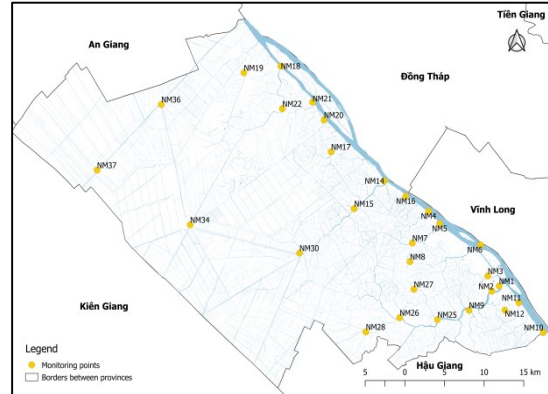 Tiền Giang
An Giang
Đồng Tháp
NM19
NM18
NM36
NM21
NM22
NM20
NM17
NM37
NM14
NM16
NM15
NM4
Vĩnh Long
NM34
NM5
NM7
NM6
NM30
NM8
NM3
NM1
NM2
NM27
Kiên Giang
NM11
NM9
NM12
NM26
NM25
NM28
NM10
Legend
Monitoring points
Borders between provinces
Hậu Giang
5 0 5 10 15 km